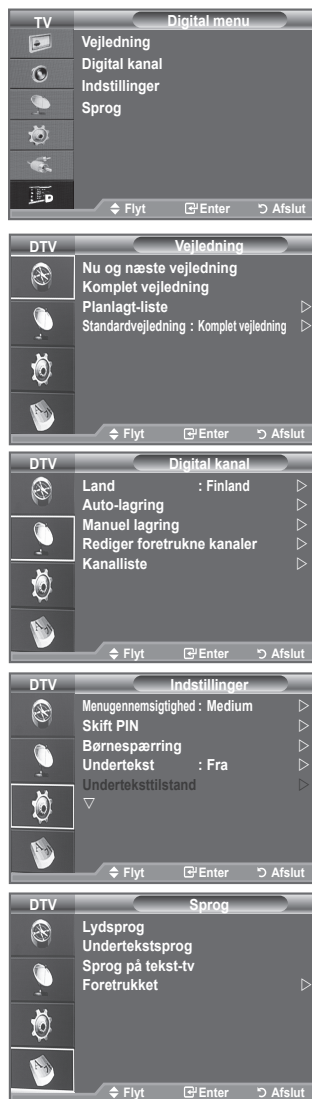 TV Digital menu
Vejledning
Digital kanal
Indstillinger
Sprog
Flyt Enter Afslut
DTV Vejledning
Nu og næste vejledning
Komplet vejledning
Planlagt-liste
Standardvejledning : Komplet vejledning
Flyt Enter Afslut
DTV Digital kanal
Land : Finland
Auto-lagring
Manuel lagring
Rediger foretrukne kanaler
Kanalliste
Flyt Enter Afslut
DTV Indstillinger
Menugennemsigtighed : Medium
Skift PIN
Børnespærring
Undertekst : Fra
Underteksttilstand
Flyt Enter Afslut
DTV Sprog
Lydsprog
Undertekstsprog
Sprog på tekst-tv
Foretrukket
Flyt Enter Afslut